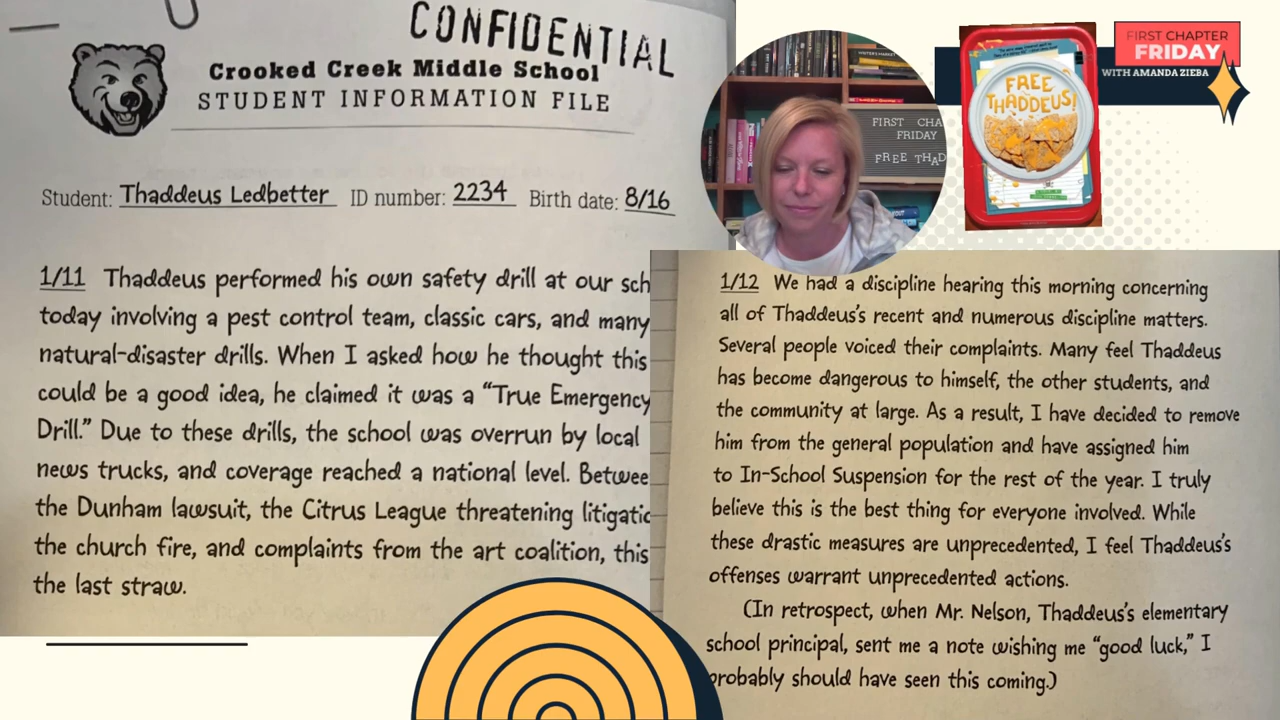 CONFIDENTIAL
Crooked Creek Middle School
STUDENT INFORMATION FILE
Student: Thaddeus Ledbetter ID number: 2234 Birth date: 8/16
1/11 Thaddeus performed his own safety drill at our sch
today involving a pest control team, classic cars, and many
natural-disaster drills. When I asked how he thought this
could be a good idea, he claimed it was a “True Emergency
Drill.” Due to these drills, the school was overrun by local
news trucks, and coverage reached a national level. Betwee
the Dunham lawsuit, the Citrus League threatening litigatic
the church fire, and complaints from the art coalition, this
the last straw.
FIRST CHA
FRIDAY
FREE THAD
FREE
THADDEUS!
FIRST CHAPTER
FRIDAY
WITH AMANDA ZIEBA
1/12 We had a discipline hearing this morning concerning
all of Thaddeus’s recent and numerous discipline matters.
Several people voiced their complaints. Many feel Thaddeus
has become dangerous to himself, the other students, and
the community at large. As a result, I have decided to remove
him from the general population and have assigned him
to In-School Suspension for the rest of the year. I truly
believe this is the best thing for everyone involved. While
these drastic measures are unprecedented, I feel Thaddeus’s
offenses warrant unprecedented actions.
(In retrospect, when Mr. Nelson, Thaddeus’s elementary
school principal, sent me a note wishing me “good luck,” I
probably should have seen this coming.)